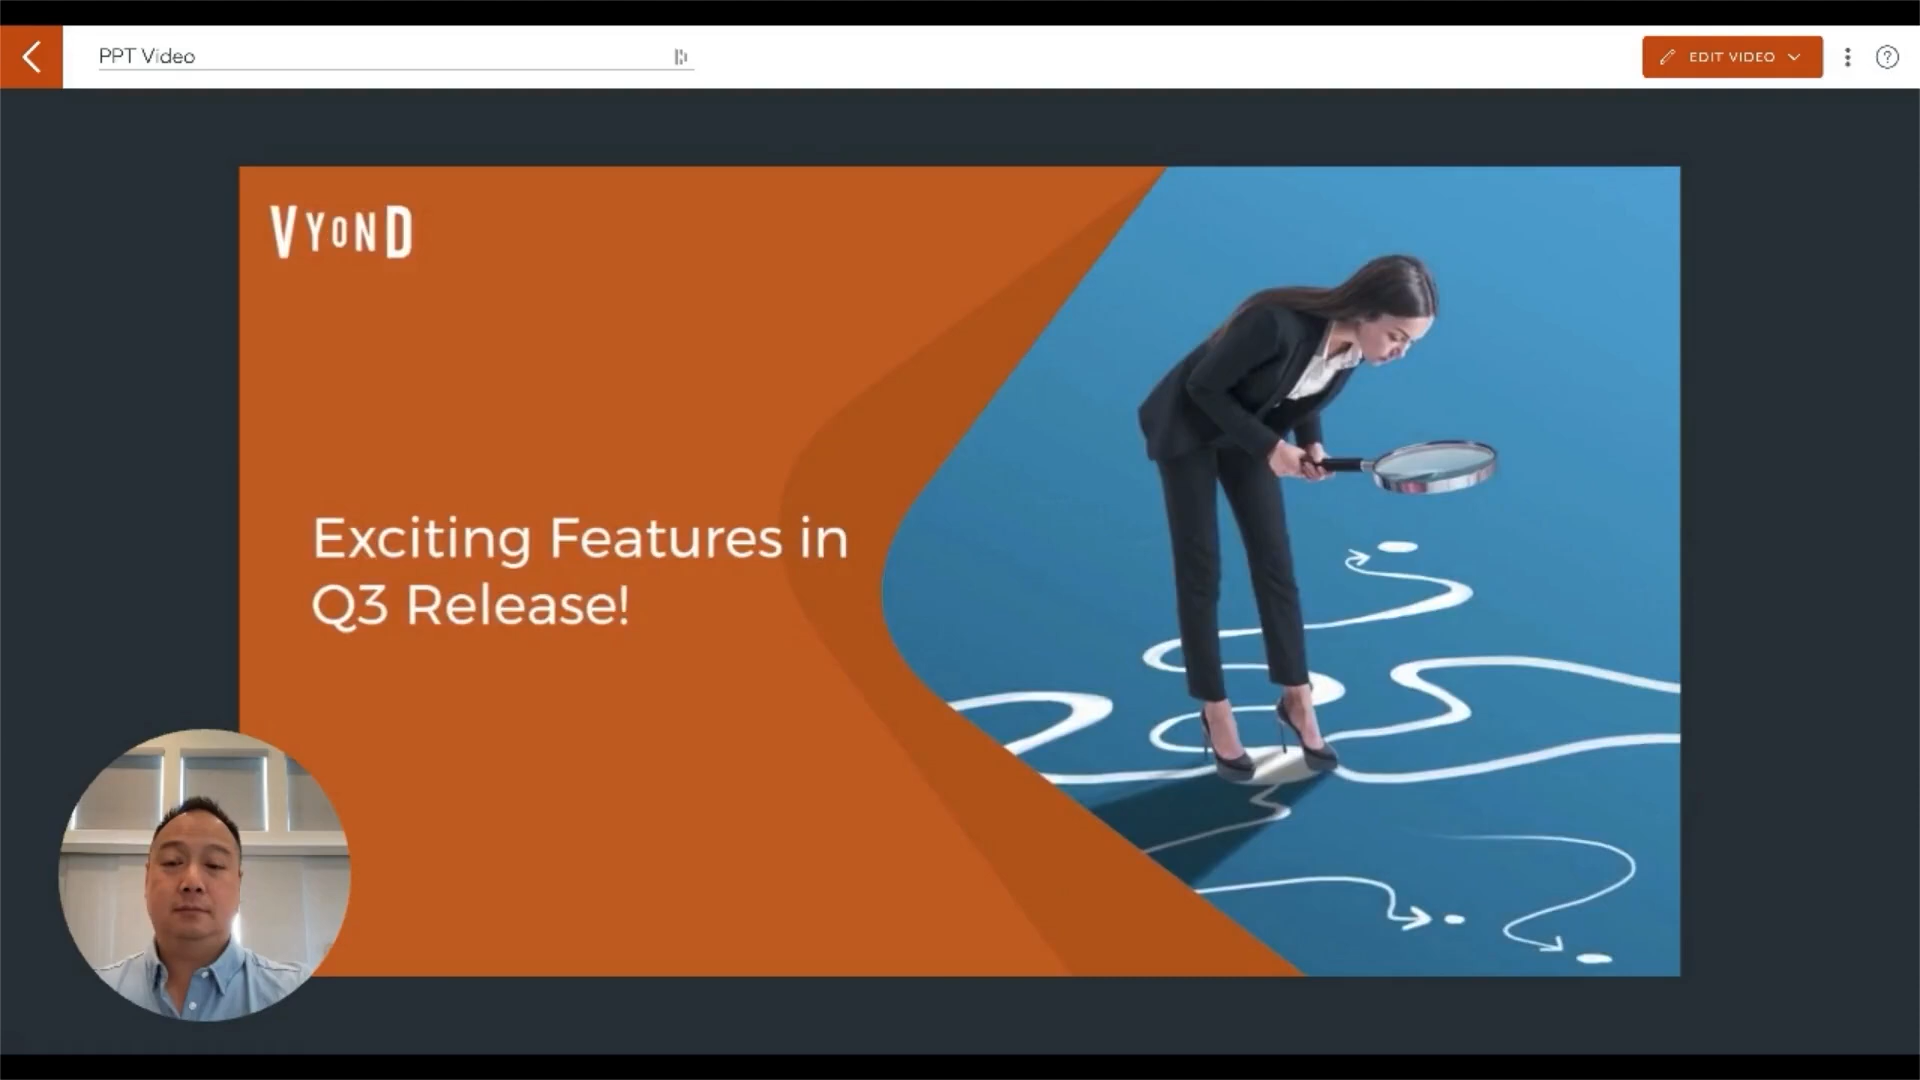 PPT Video
EDIT VIDEO
VYOND
Exciting Features in
Q3 Release!